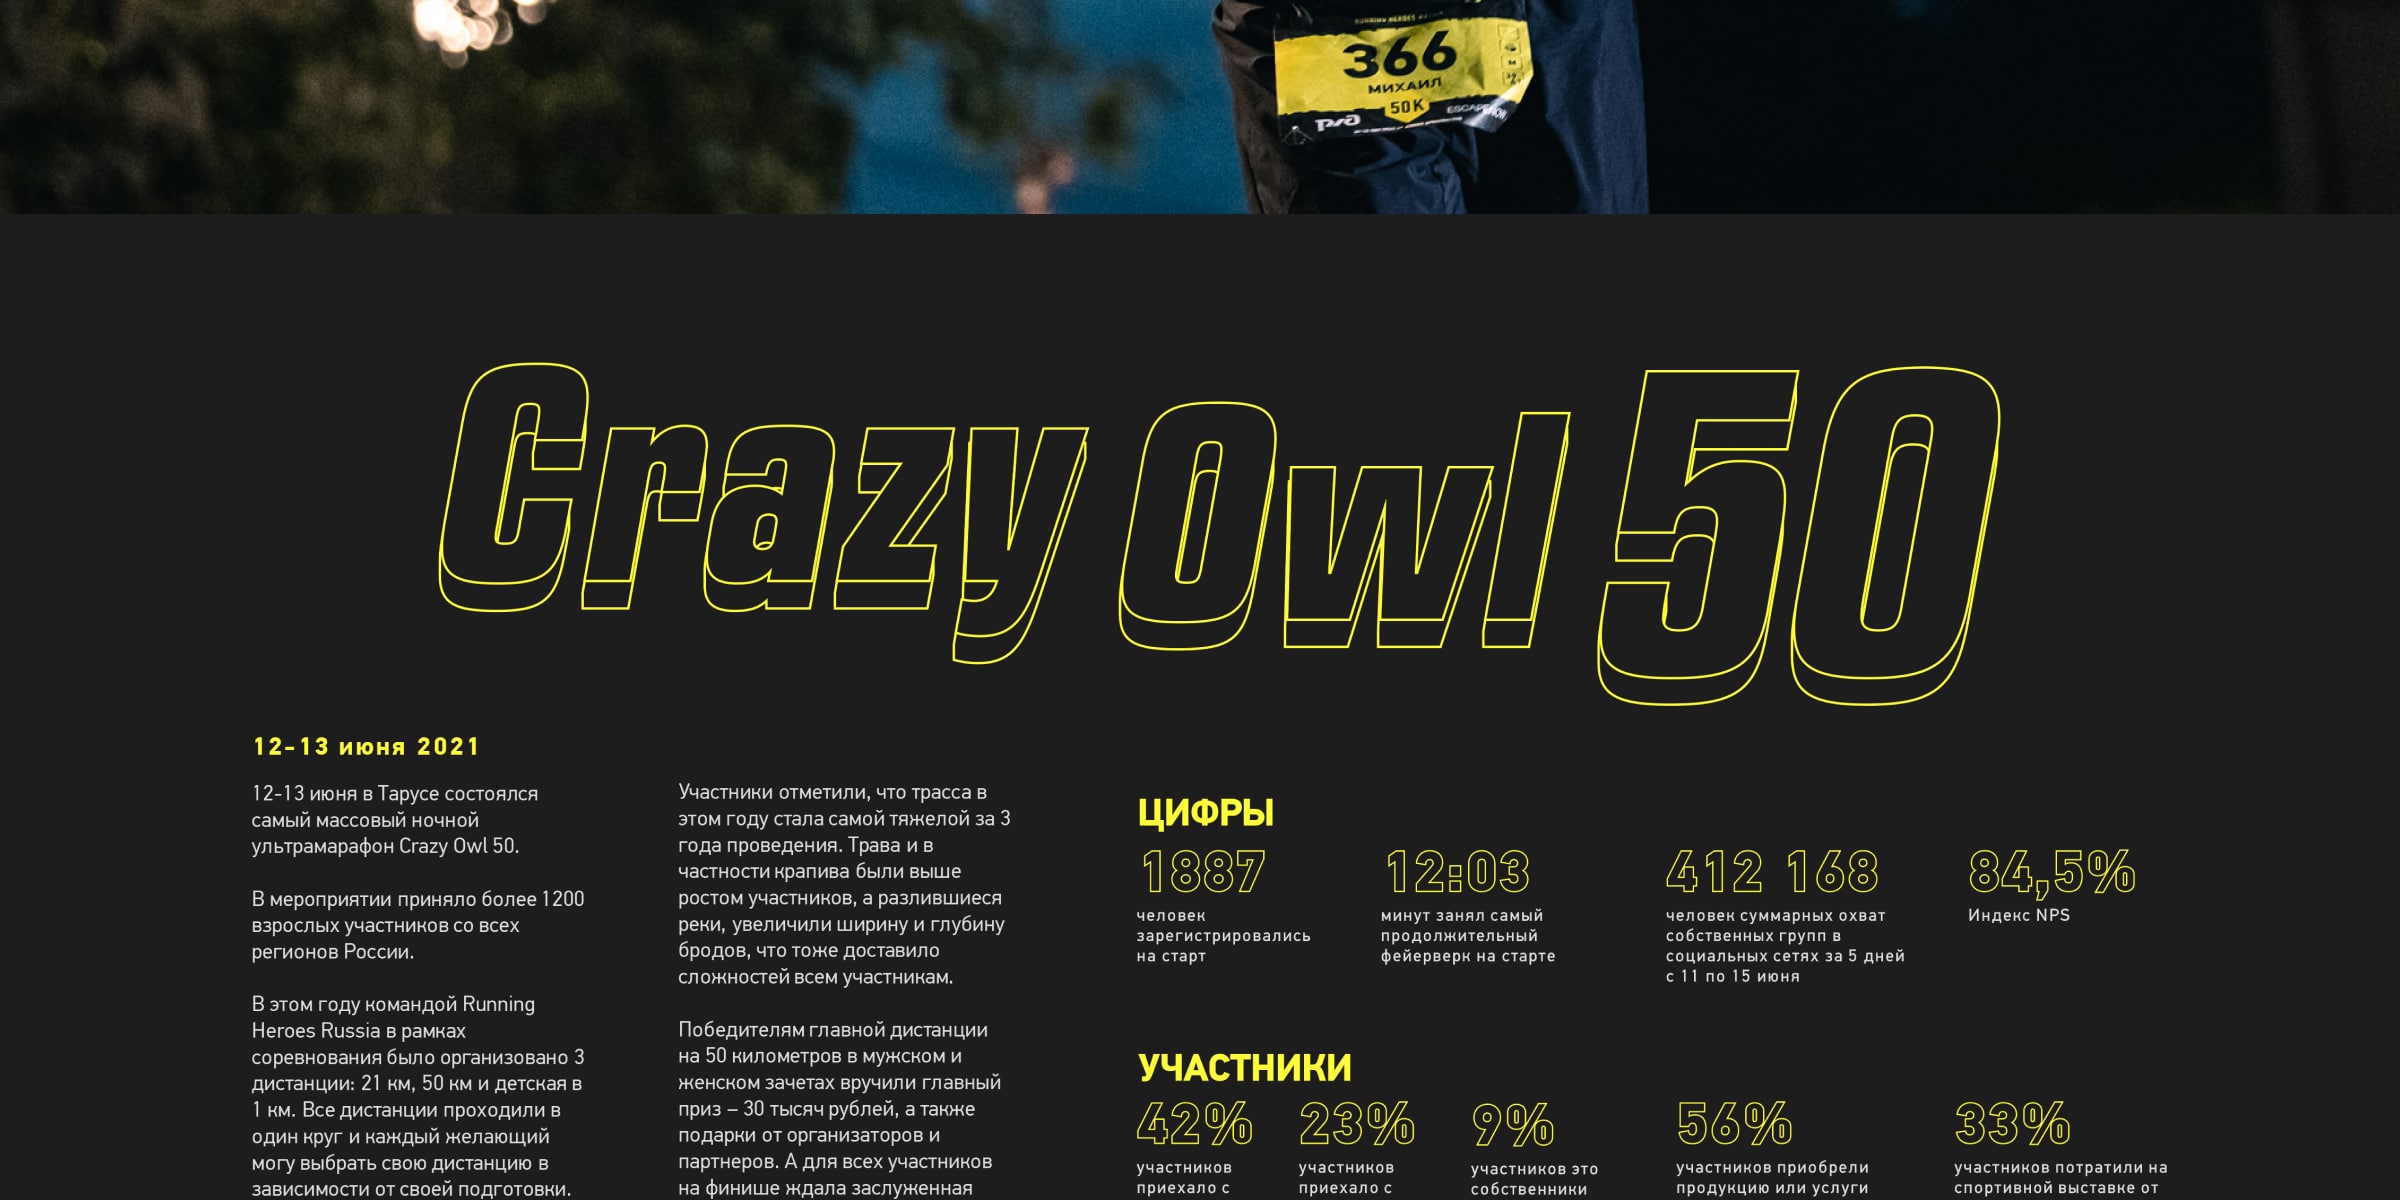 366
МИХАИЛ
50K
ESCAPE
Crazy Owl 50
12-13 июня 2021
12-13 июня в Тарусе состоялся
самый массовый ночной
ультрамарафон Crazy Owl 50.
В мероприятии приняло более 1200
взрослых участников со всех
регионов России.
В этом году командой Running
Heroes Russia в рамках
соревнования было организовано 3
дистанции: 21 км, 50 км и детская в
1 км. Все дистанции проходили в
один круг и каждый желающий
могу выбрать свою дистанцию в
зависимости от своей подготовки.
Участники отметили, что трасса в
этом году стала самой тяжелой за 3
года проведения. Трава и в
частности крапива были выше
ростом участников, а разлившиеся
реки, увеличили ширину и глубину
бродов, что тоже доставило
сложностей всем участникам.
Победителям главной дистанции
на 50 километров в мужском и
женском зачетах вручили главный
приз – 30 тысяч рублей, а также
подарки от организаторов и
партнеров. А для всех участников
на финише ждала заслуженная
ЦИФРЫ
1887
человек
зарегистрировались
на старт
12:03
минут занял самый
продолжительный
фейерверк на старте
412 168
человек суммарных охват
собственных групп в
социальных сетях за 5 дней
с 11 по 15 июня
84,5%
Индекс NPS
УЧАСТНИКИ
42%
участников
приехало с
23%
участников
приехало с
9%
участников это
собственники
56%
участников приобрели
продукцию или услуги
33%
участников потратили на
спортивной выставке от